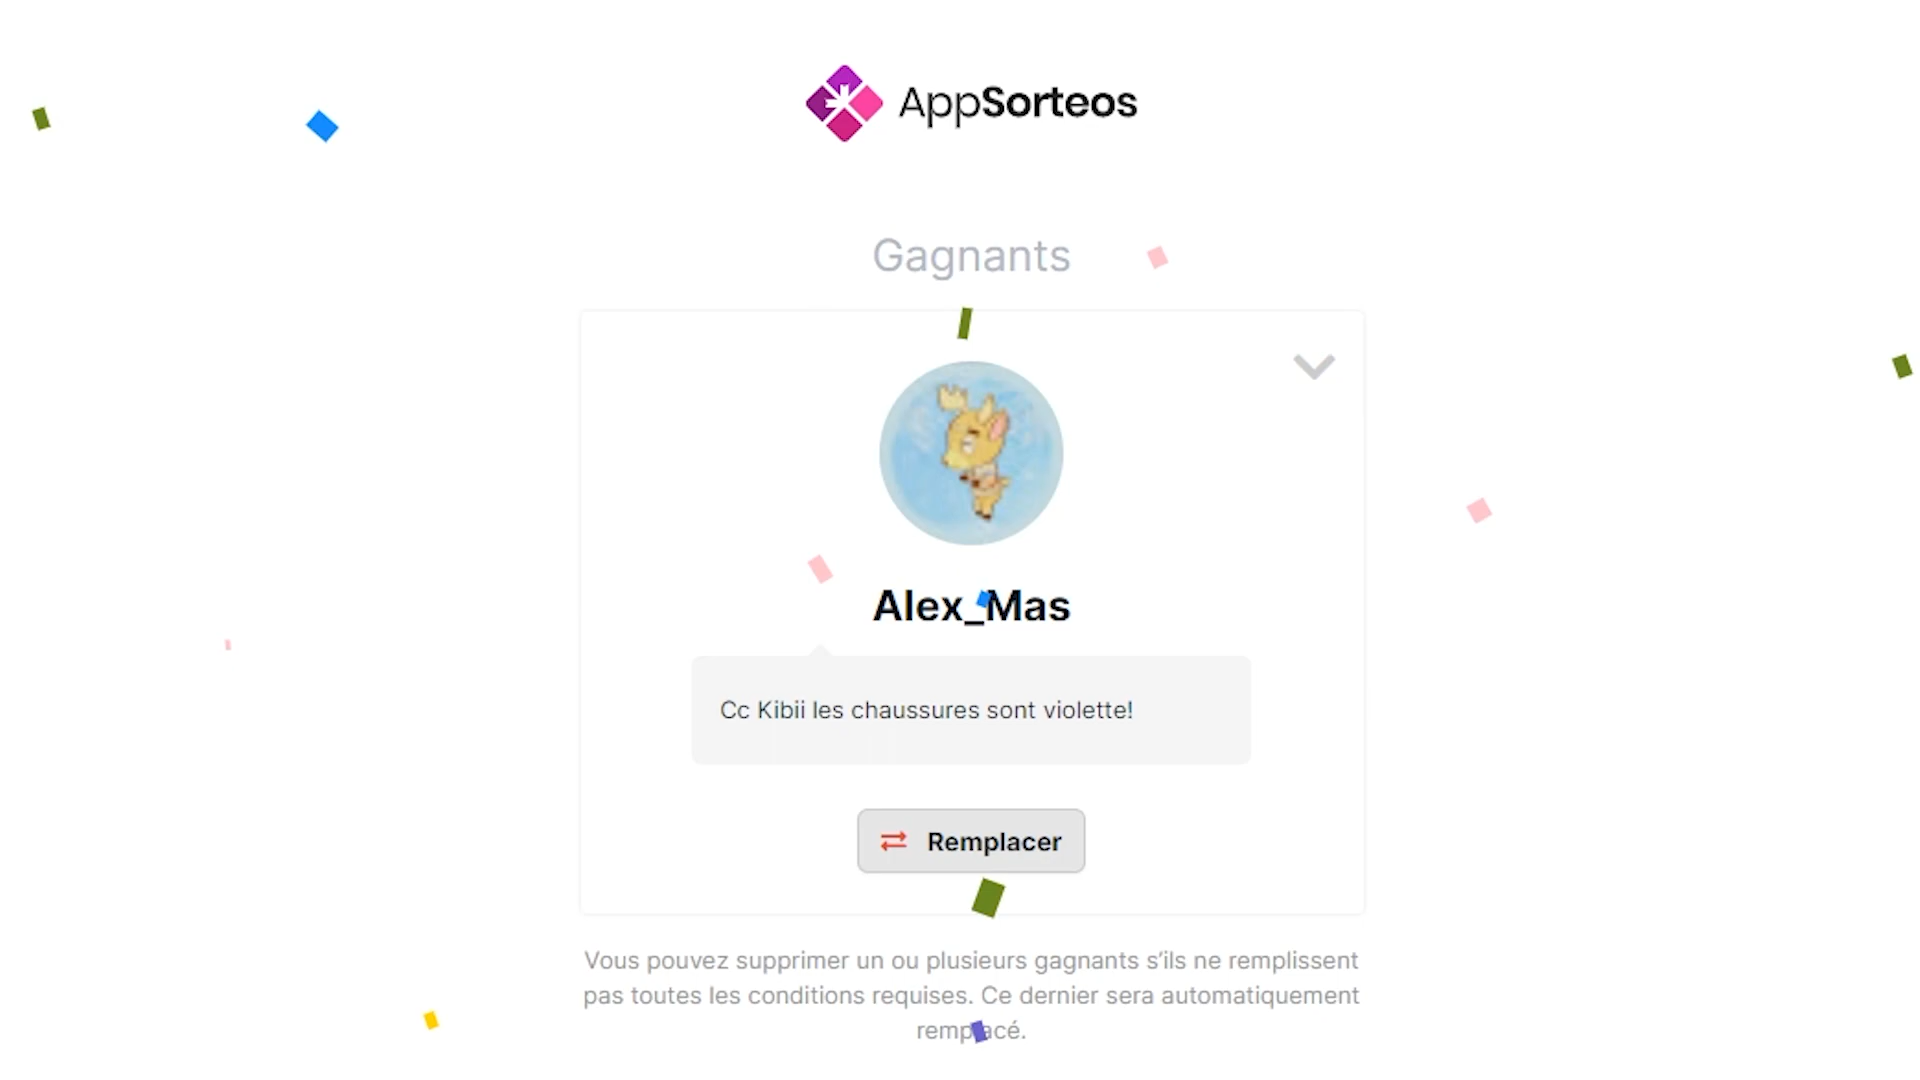 AppSorteos
Gagnants
Alex_Mas
Cc Kibii les chaussures sont violette!
Remplacer
Vous pouvez supprimer un ou plusieurs gagnants s’ils ne remplissent
pas toutes les conditions requises. Ce dernier sera automatiquement
remplacé.